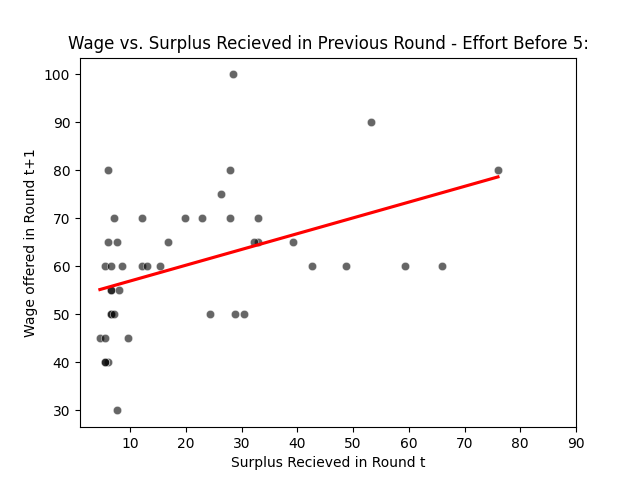 Wage vs. Surplus Recieved in Previous Round - Effort Before 5:
100
90
80
70
60
50
40
30
Wage offered in Round t+1
10 20 30 40 50 60 70 80 90
Surplus Recieved in Round t